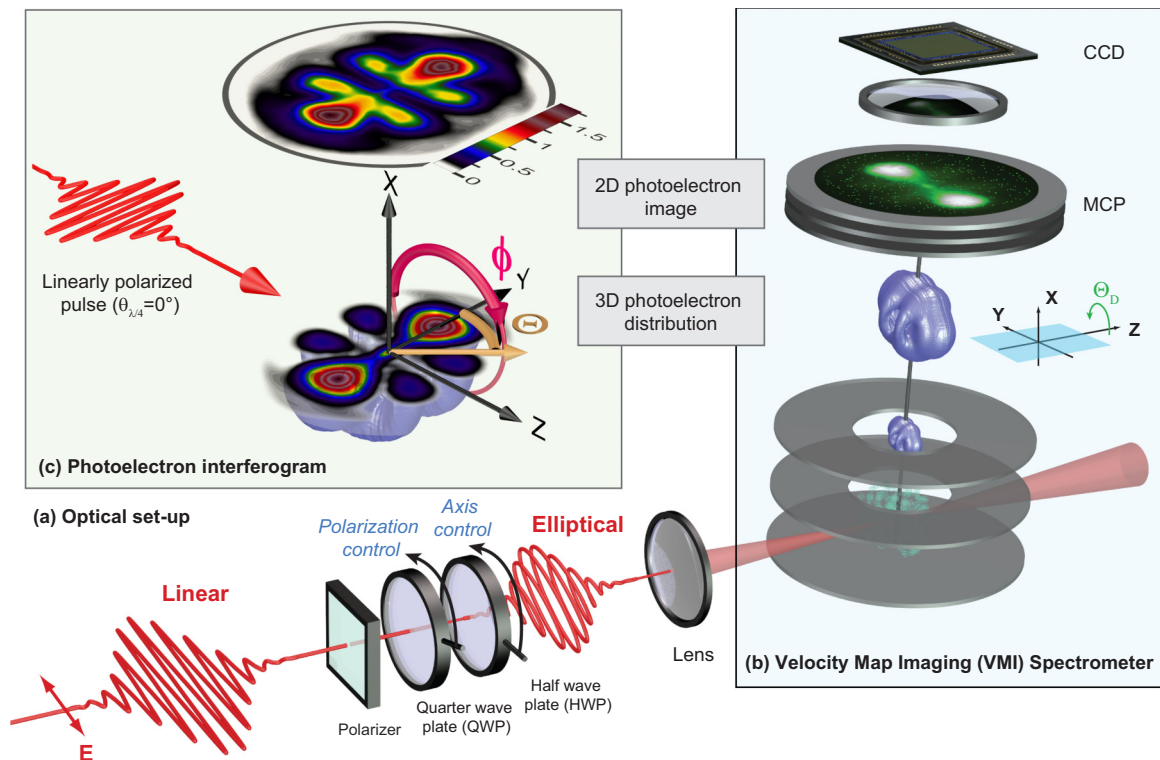 1.5
1
0.5
0
X
ϕ
Y
Θ
Z
Linearly polarized
pulse (θλ/4=0°)
(c) Photoelectron interferogram
2D photoelectron
image
3D photoelectron
distribution
CCD
MCP
X
Y
Z
ΘD
(b) Velocity Map Imaging (VMI) Spectrometer
(a) Optical set-up
Polarization
control
Axis
control
Elliptical
Linear
E
Polarizer
Quarter wave
plate (QWP)
Half wave
plate (HWP)
Lens